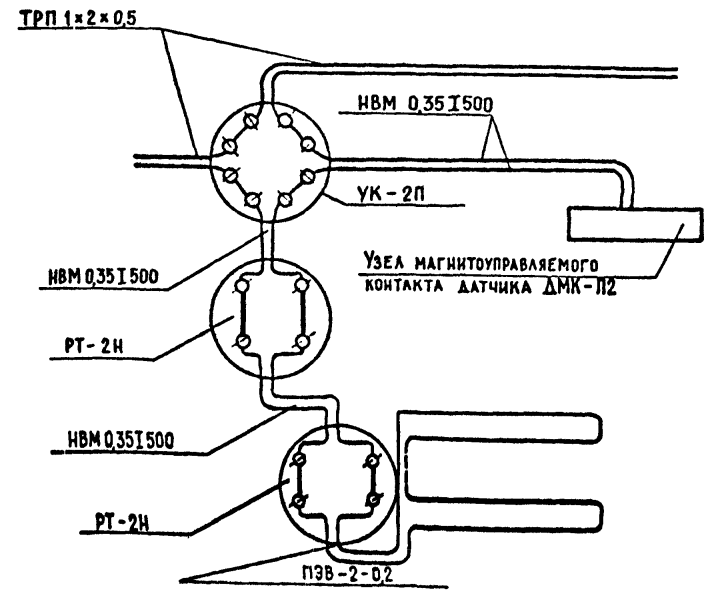 ТРП 1×2×0,5
НВМ 0,35 I 500
УК-2П
НВМ 0,35 I 500
Узел магнитоуправляемого
контакта датчика ДМК-П2
РТ-2Н
НВМ 0,35 I 500
РТ-2Н
ПЭВ-2-0,2